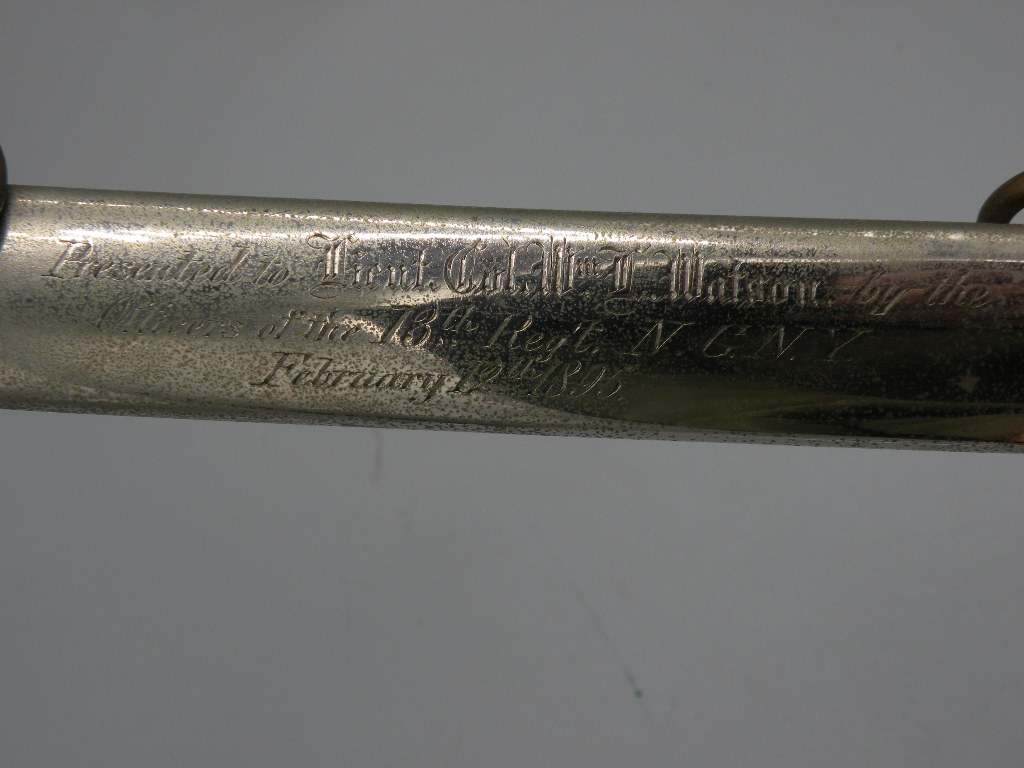 Presented to Lieut. Col. Wm. L. Watson by the
Officers of the 13th Regt. N.G.N.Y.
February 12th 1895.